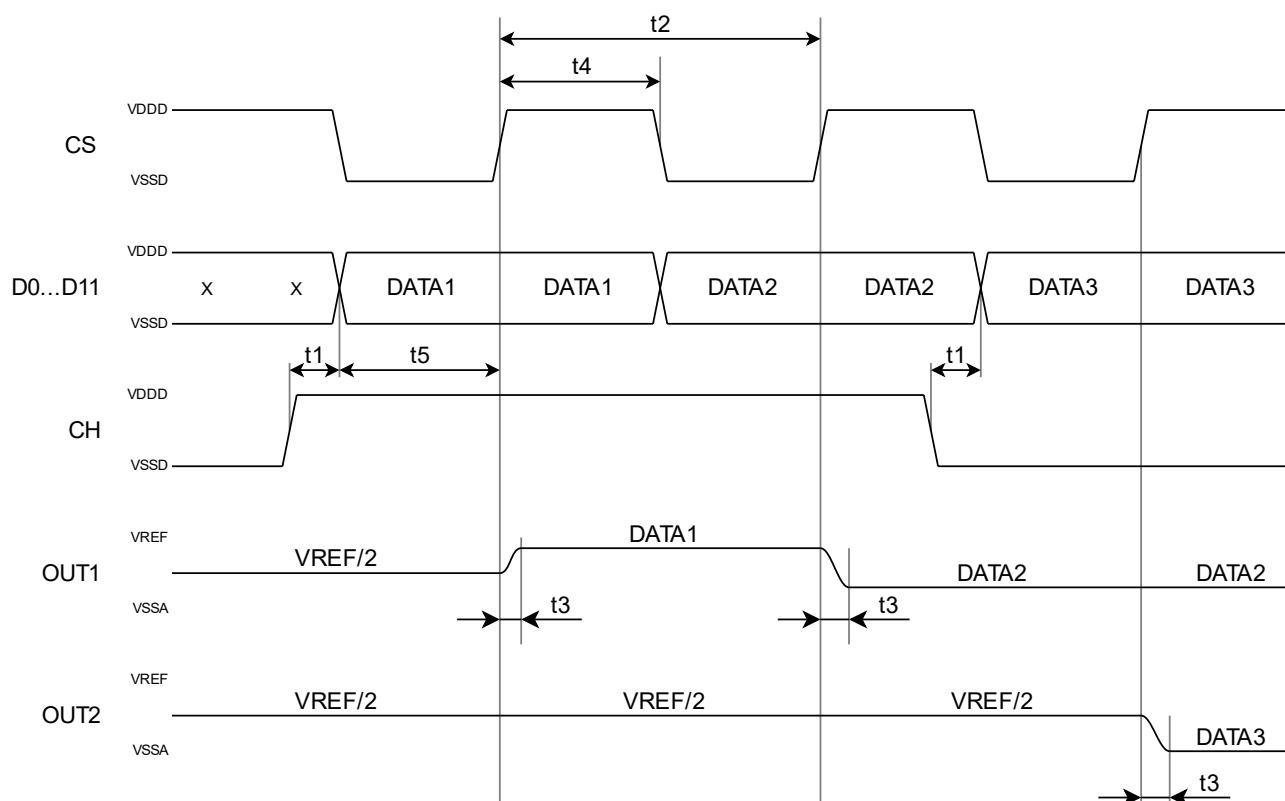 t2
t4
VDDD
CS
VSSD
VDDD
D0...D11 X X DATA1 DATA1 DATA2 DATA2 DATA3 DATA3
VSSD
t1 t5 t1
VDDD
CH
VSSD
VREF DATA1
VREF/2
OUT1 DATA2 DATA2
VSSA t3 t3
VREF
VREF/2 VREF/2 VREF/2
OUT2
VSSA DATA3
t3